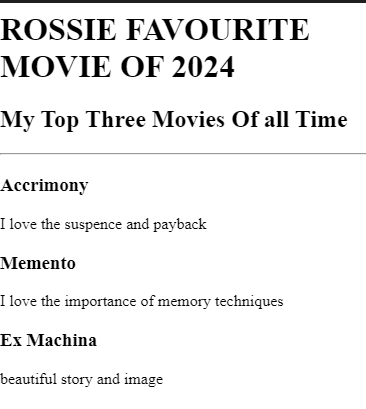 ROSSIE FAVOURITE
MOVIE OF 2024
My Top Three Movies Of all Time
Accrimony
I love the suspence and payback
Memento
I love the importance of memory techniques
Ex Machina
beautiful story and image